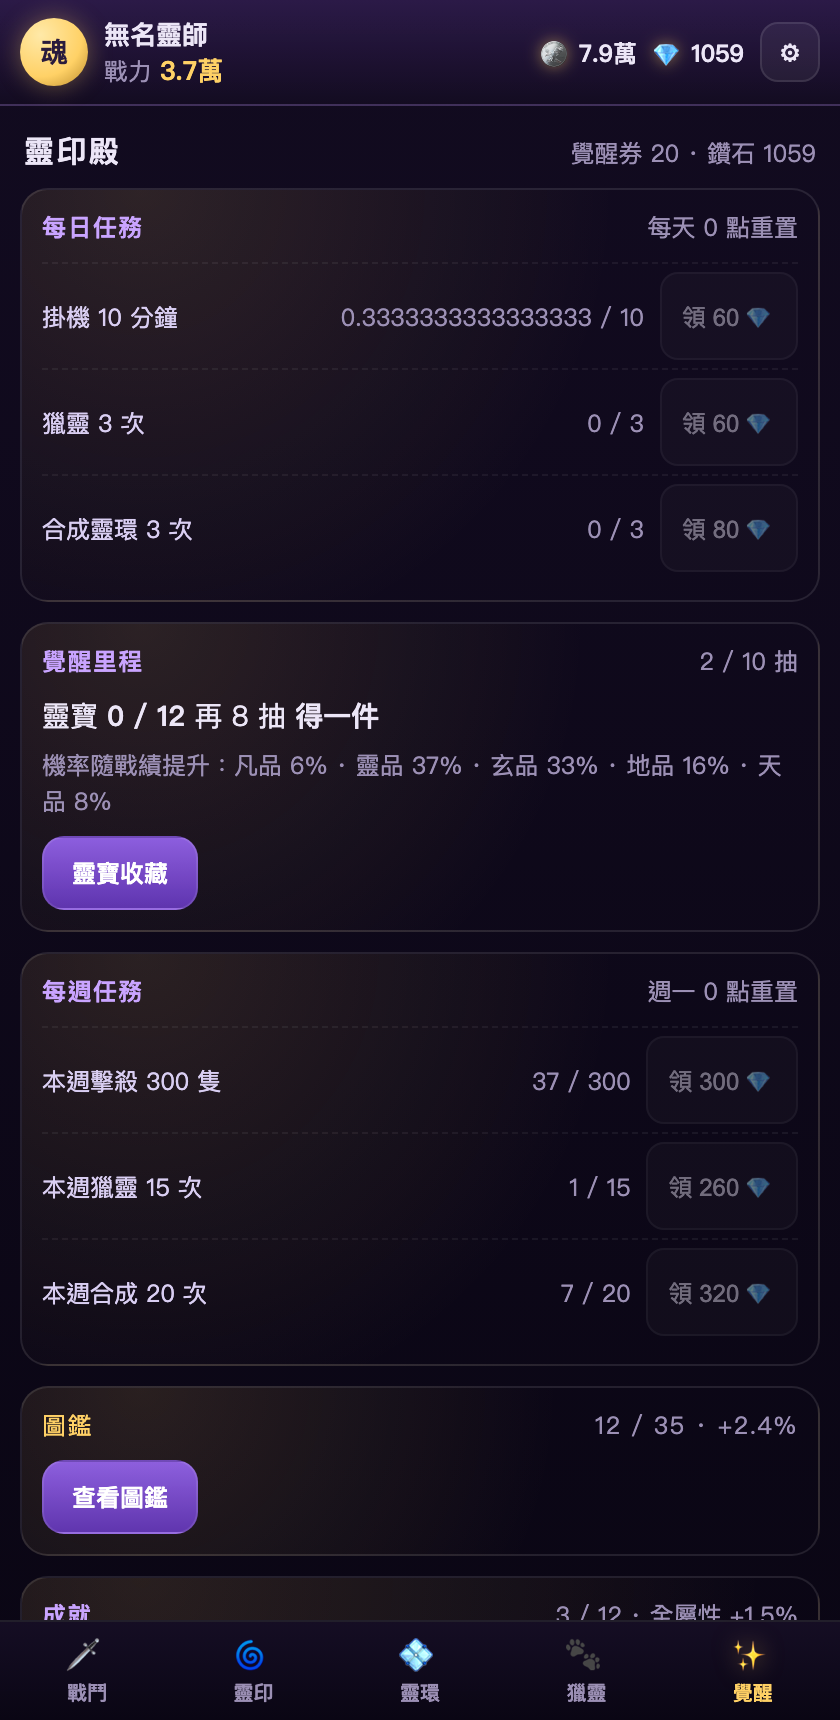 魂
無名靈師
戰力 3.7萬
7.9萬 1059
靈印殿
覺醒券 20 · 鑽石 1059
每日任務 每天 0 點重置
掛機 10 分鐘 0.3333333333333333 / 10 領 60
獵靈 3 次 0 / 3 領 60
合成靈環 3 次 0 / 3 領 80
覺醒里程 2 / 10 抽
靈寶 0 / 12 再 8 抽 得一件
機率隨戰績提升：凡品 6% · 靈品 37% · 玄品 33% · 地品 16% · 天
品 8%
靈寶收藏
每週任務 週一 0 點重置
本週擊殺 300 隻 37 / 300 領 300
本週獵靈 15 次 1 / 15 領 260
本週合成 20 次 7 / 20 領 320
圖鑑 12 / 35 · +2.4%
查看圖鑑
成就 3 / 12 · 全屬性 +1.5%
戰鬥 靈印 靈環 獵靈 覺醒